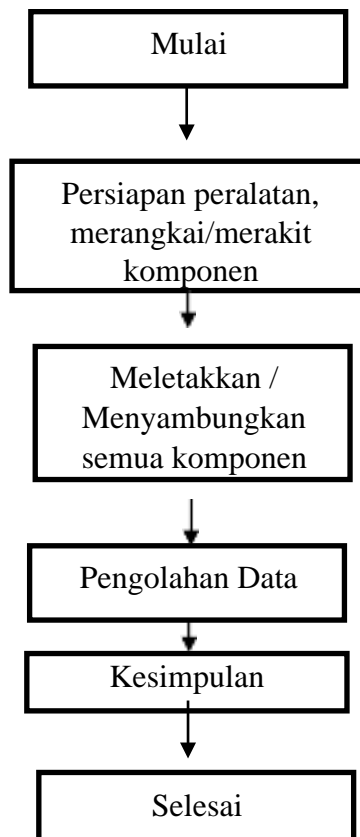 Mulai
Persiapan peralatan,
merangkai/merakit
komponen
Meletakkan /
Menyambungkan
semua komponen
Pengolahan Data
Kesimpulan
Selesai